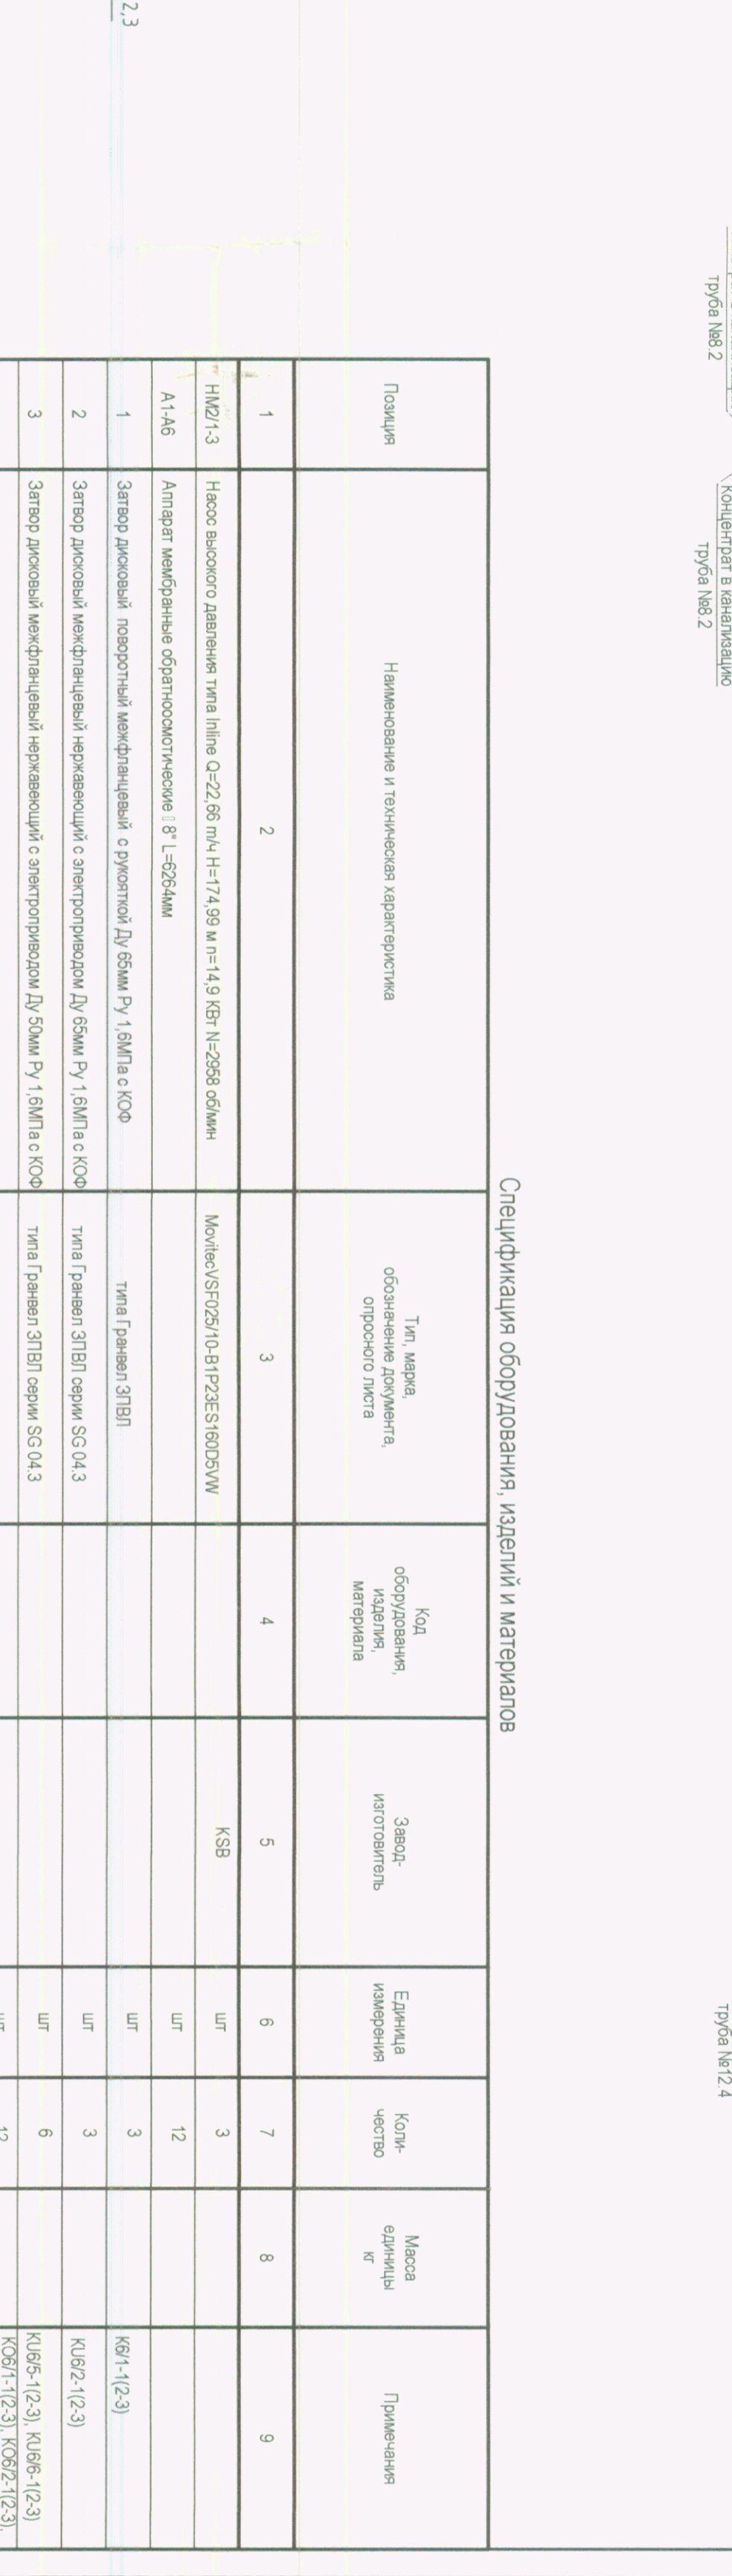 труба №8.2
Концентрат в канализацию
труба №8.2
труба №12.4
2,3
Спецификация оборудования, изделий и материалов
Позиция
Наименование и техническая характеристика
Тип, марка,
обозначение документа,
опросного листа
Код
оборудования,
изделия,
материала
Завод-
изготовитель
Единица
измерения
Коли-
чество
Масса
единицы
кг
Примечания
1 2 3 4 5 6 7 8 9
НМ2/1-3 Насос высокого давления типа Inline Q=22,66 m/ч H=174,99 м n=14,9 КВт N=2958 об/мин MovitecVSF025/10-B1P23ES160D5VW KSB шт 3
А1-А6 Аппарат мембранные обратноосмотические ▯ 8" L=6264мм шт 12
1 Затвор дисковый поворотный межфланцевый с рукояткой Ду 65мм Ру 1,6МПа с КОФ типа Гранвел ЗПВЛ шт 3 К6/1-1(2-3)
2 Затвор дисковый межфланцевый нержавеющий с электроприводом Ду 65мм Ру 1,6МПа с КОФ типа Гранвел ЗПВЛ серии SG 04.3 шт 3 KU6/2-1(2-3)
3 Затвор дисковый межфланцевый нержавеющий с электроприводом Ду 50мм Ру 1,6МПа с КОФ типа Гранвел ЗПВЛ серии SG 04.3 шт 6 KU6/5-1(2-3), KU6/6-1(2-3)
шт 12 КО6/1-1(2-3), КО6/2-1(2-3),